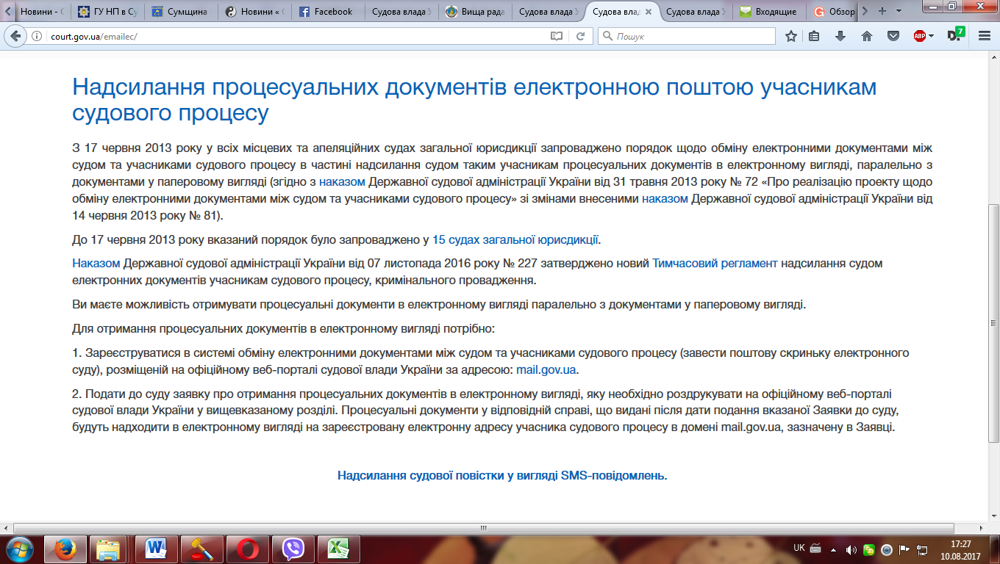 Новини - С
ГУ НП в Су
Сумщина
Новини « С
Facebook
Судова влада У
Вища рада
Судова влада У
Судова влад
Судова влада У
Входящие
Обзор
court.gov.ua/emailec/
Пошук
ABP
7
Надсилання процесуальних документів електронною поштою учасникам
судового процесу
З 17 червня 2013 року у всіх місцевих та апеляційних судах загальної юрисдикції запроваджено порядок щодо обміну електронними документами між
судом та учасниками судового процесу в частині надсилання судом таким учасникам процесуальних документів в електронному вигляді, паралельно з
документами у паперовому вигляді (згідно з наказом Державної судової адміністрації України від 31 травня 2013 року № 72 «Про реалізацію проекту щодо
обміну електронними документами між судом та учасниками судового процесу» зі змінами внесеними наказом Державної судової адміністрації України від
14 червня 2013 року № 81).
До 17 червня 2013 року вказаний порядок було запроваджено у 15 судах загальної юрисдикції.
Наказом Державної судової адміністрації України від 07 листопада 2016 року № 227 затверджено новий Тимчасовий регламент надсилання судом
електронних документів учасникам судового процесу, кримінального провадження.
Ви маєте можливість отримувати процесуальні документи в електронному вигляді паралельно з документами у паперовому вигляді.
Для отримання процесуальних документів в електронному вигляді потрібно:
1. Зареєструватися в системі обміну електронними документами між судом та учасниками судового процесу (завести поштову скриньку електронного
суду), розміщеній на офіційному веб-порталі судової влади України за адресою: mail.gov.ua.
2. Подати до суду заявку про отримання процесуальних документів в електронному вигляді, яку необхідно роздрукувати на офіційному веб-порталі
судової влади України у вищевказаному розділі. Процесуальні документи у відповідній справі, що видані після дати подання вказаної Заявки до суду,
будуть надходити в електронному вигляді на зареєстровану електронну адресу учасника судового процесу в домені mail.gov.ua, зазначену в Заявці.
Надсилання судової повістки у вигляді SMS-повідомлень.
UK
17:27
10.08.2017